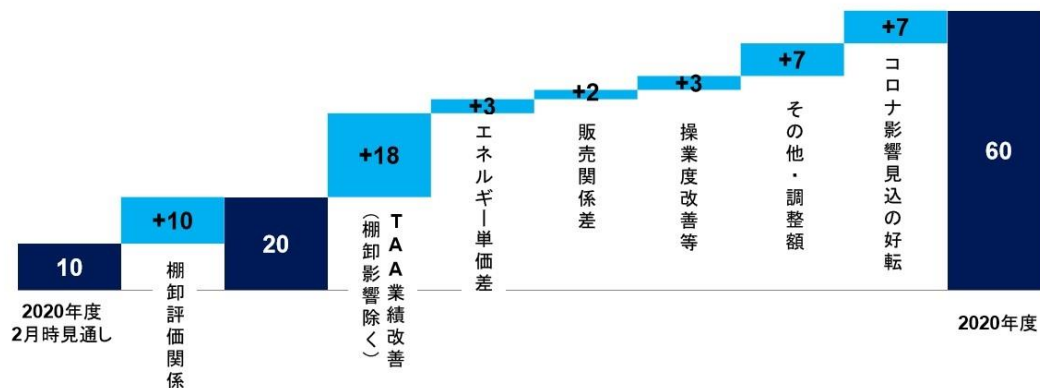 10
2020年度
2月時見通し
+10
棚卸評価関係
20
+18
TAA業績改善
(棚卸影響除く)
+3
エネルギー単価差
+2
販売関係差
+3
操業度改善等
+7
その他・調整額
+7
コロナ影響見込の好転
60
2020年度